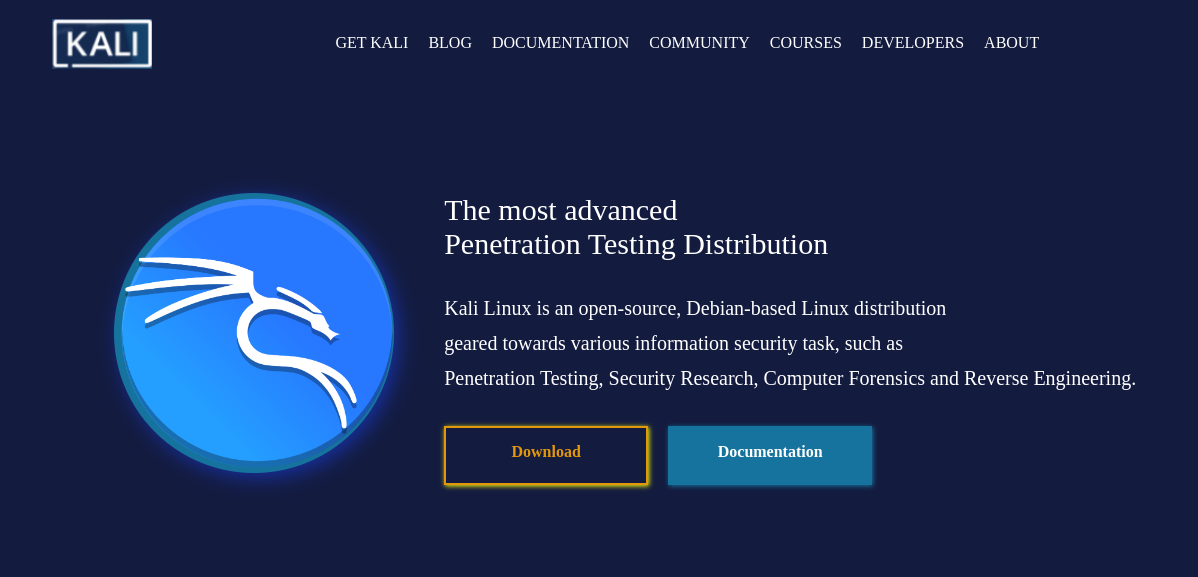 KALI
GET KALI BLOG DOCUMENTATION COMMUNITY COURSES DEVELOPERS ABOUT
The most advanced
Penetration Testing Distribution
Kali Linux is an open-source, Debian-based Linux distribution
geared towards various information security task, such as
Penetration Testing, Security Research, Computer Forensics and Reverse Engineering.
Download Documentation